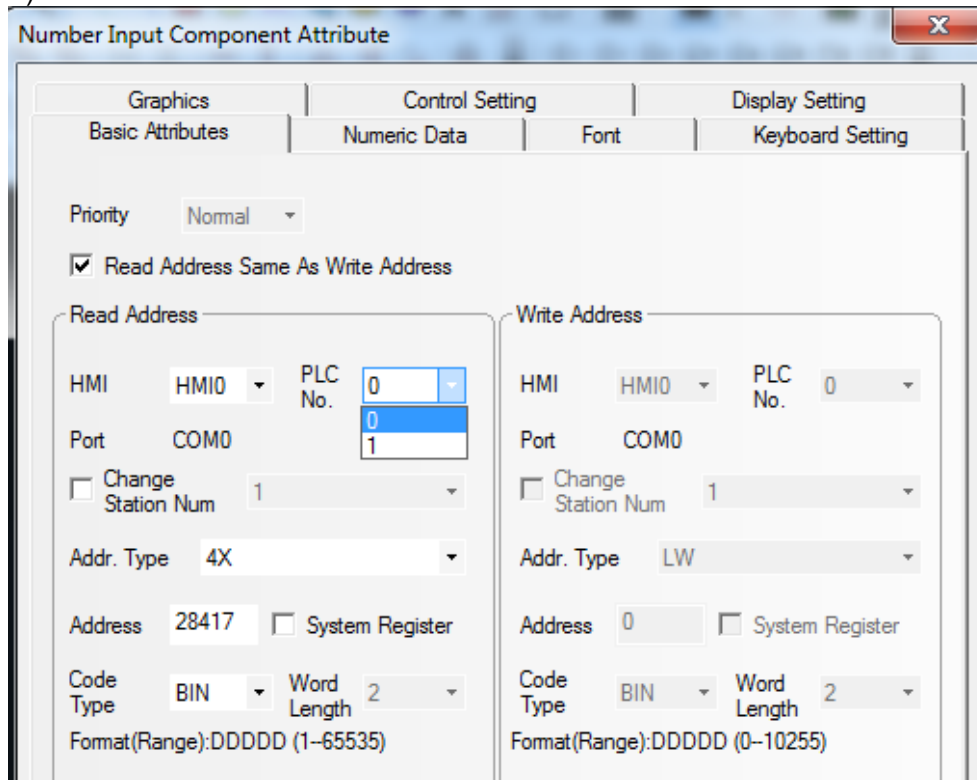 Number Input Component Attribute
Graphics Control Setting Display Setting
Basic Attributes Numeric Data Font Keyboard Setting
Priority Normal
Read Address Same As Write Address
Read Address
HMI HMI0 PLC No. 0
0
1
Port COM0
Change Station Num 1
Addr. Type 4X
Address 28417 System Register
Code Type BIN Word Length 2
Format(Range):DDDDD (1--65535)
Write Address
HMI HMI0 PLC No. 0
Port COM0
Change Station Num 1
Addr. Type LW
Address 0 System Register
Code Type BIN Word Length 2
Format(Range):DDDDD (0--10255)